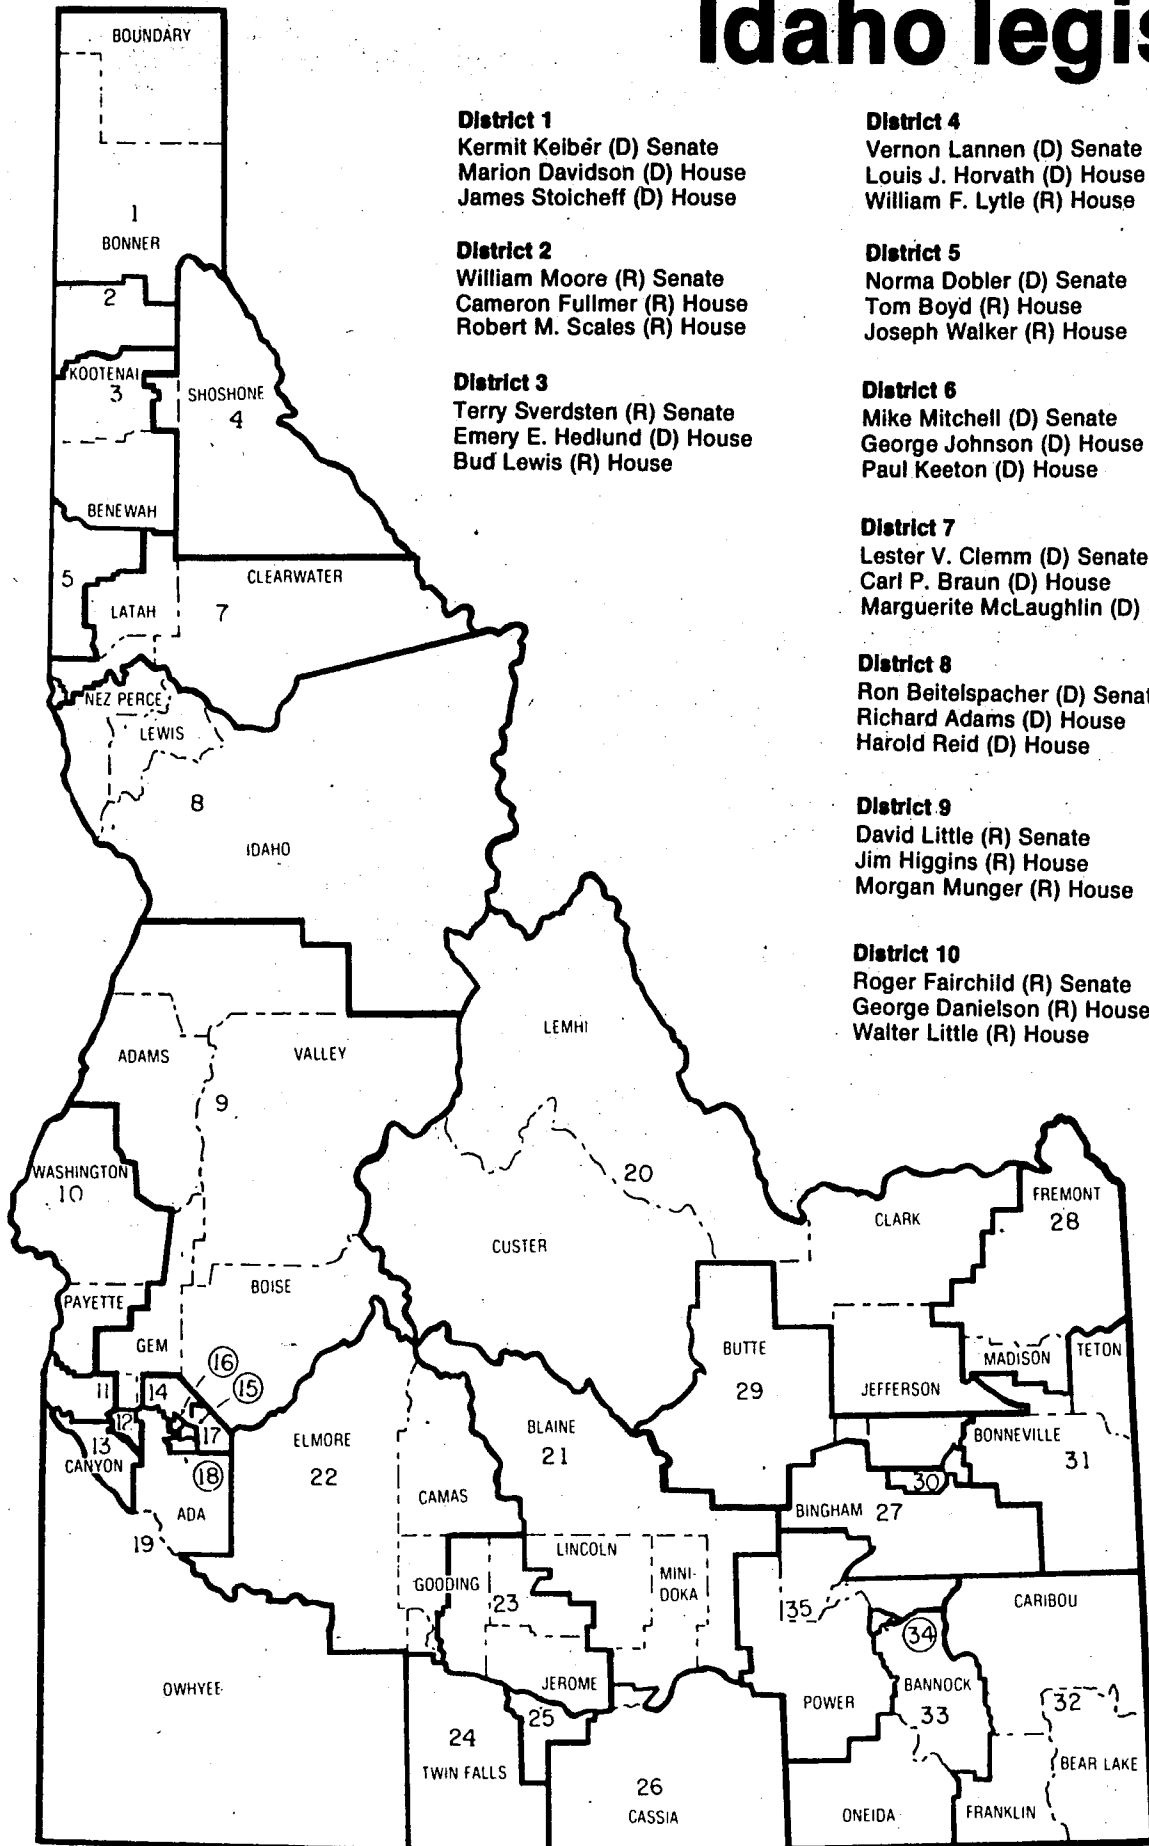 Idaho legis
District 1
Kermit Keiber (D) Senate
Marion Davidson (D) House
James Stoicheff (D) House
District 2
William Moore (R) Senate
Cameron Fullmer (R) House
Robert M. Scales (R) House
District 3
Terry Sverdsten (R) Senate
Emery E. Hedlund (D) House
Bud Lewis (R) House
District 4
Vernon Lannen (D) Senate
Louis J. Horvath (D) House
William F. Lytle (R) House
District 5
Norma Dobler (D) Senate
Tom Boyd (R) House
Joseph Walker (R) House
District 6
Mike Mitchell (D) Senate
George Johnson (D) House
Paul Keeton (D) House
District 7
Lester V. Clemm (D) Senate
Carl P. Braun (D) House
Marguerite McLaughlin (D)
District 8
Ron Beitelspacher (D) Senat
Richard Adams (D) House
Harold Reid (D) House
District 9
David Little (R) Senate
Jim Higgins (R) House
Morgan Munger (R) House
District 10
Roger Fairchild (R) Senate
George Danielson (R) House
Walter Little (R) House
BOUNDARY
1
BONNER
2
KOOTENAI
3
SHOSHONE
4
BENEWAH
5
CLEARWATER
LATAH
7
NEZ PERCE
LEWIS
8
IDAHO
LEMHI
ADAMS
VALLEY
9
WASHINGTON
10
20
FREMONT
28
CLARK
CUSTER
BOISE
PAYETTE
GEM
BUTTE
29
MADISON
TETON
16
15
11
14
JEFFERSON
12
17
13
CANYON
ELMORE
22
BLAINE
21
BONNEVILLE
31
18
30
CAMAS
ADA
BINGHAM
27
19
LINCOLN
GOODING
23
MINI-
DOKA
35
CARIBOU
34
OWHYEE
JEROME
POWER
BANNOCK
33
32
25
24
TWIN FALLS
BEAR LAKE
26
CASSIA
ONEIDA
FRANKLIN